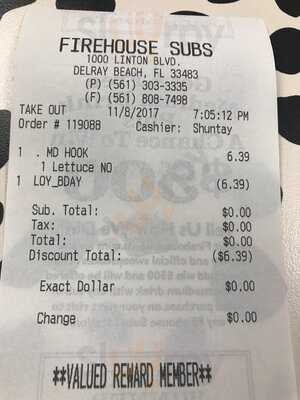 FIREHOUSE SUBS
1000 LINTON BLVD.
DELRAY BEACH, FL 33483
(P) (561) 303-3335
(F) (561) 808-7498
TAKE OUT 11/8/2017 7:05:12 PM
Order # 119088 Cashier: Shuntay
1 . MD HOOK 6.39
1 Lettuce NO
1 LOY_BDAY (6.39)
Sub. Total: $0.00
Tax: $0.00
Total: $0.00
Discount Total: ($6.39)
Exact Dollar $0.00
Change $0.00
**VALUED REWARD MEMBER**